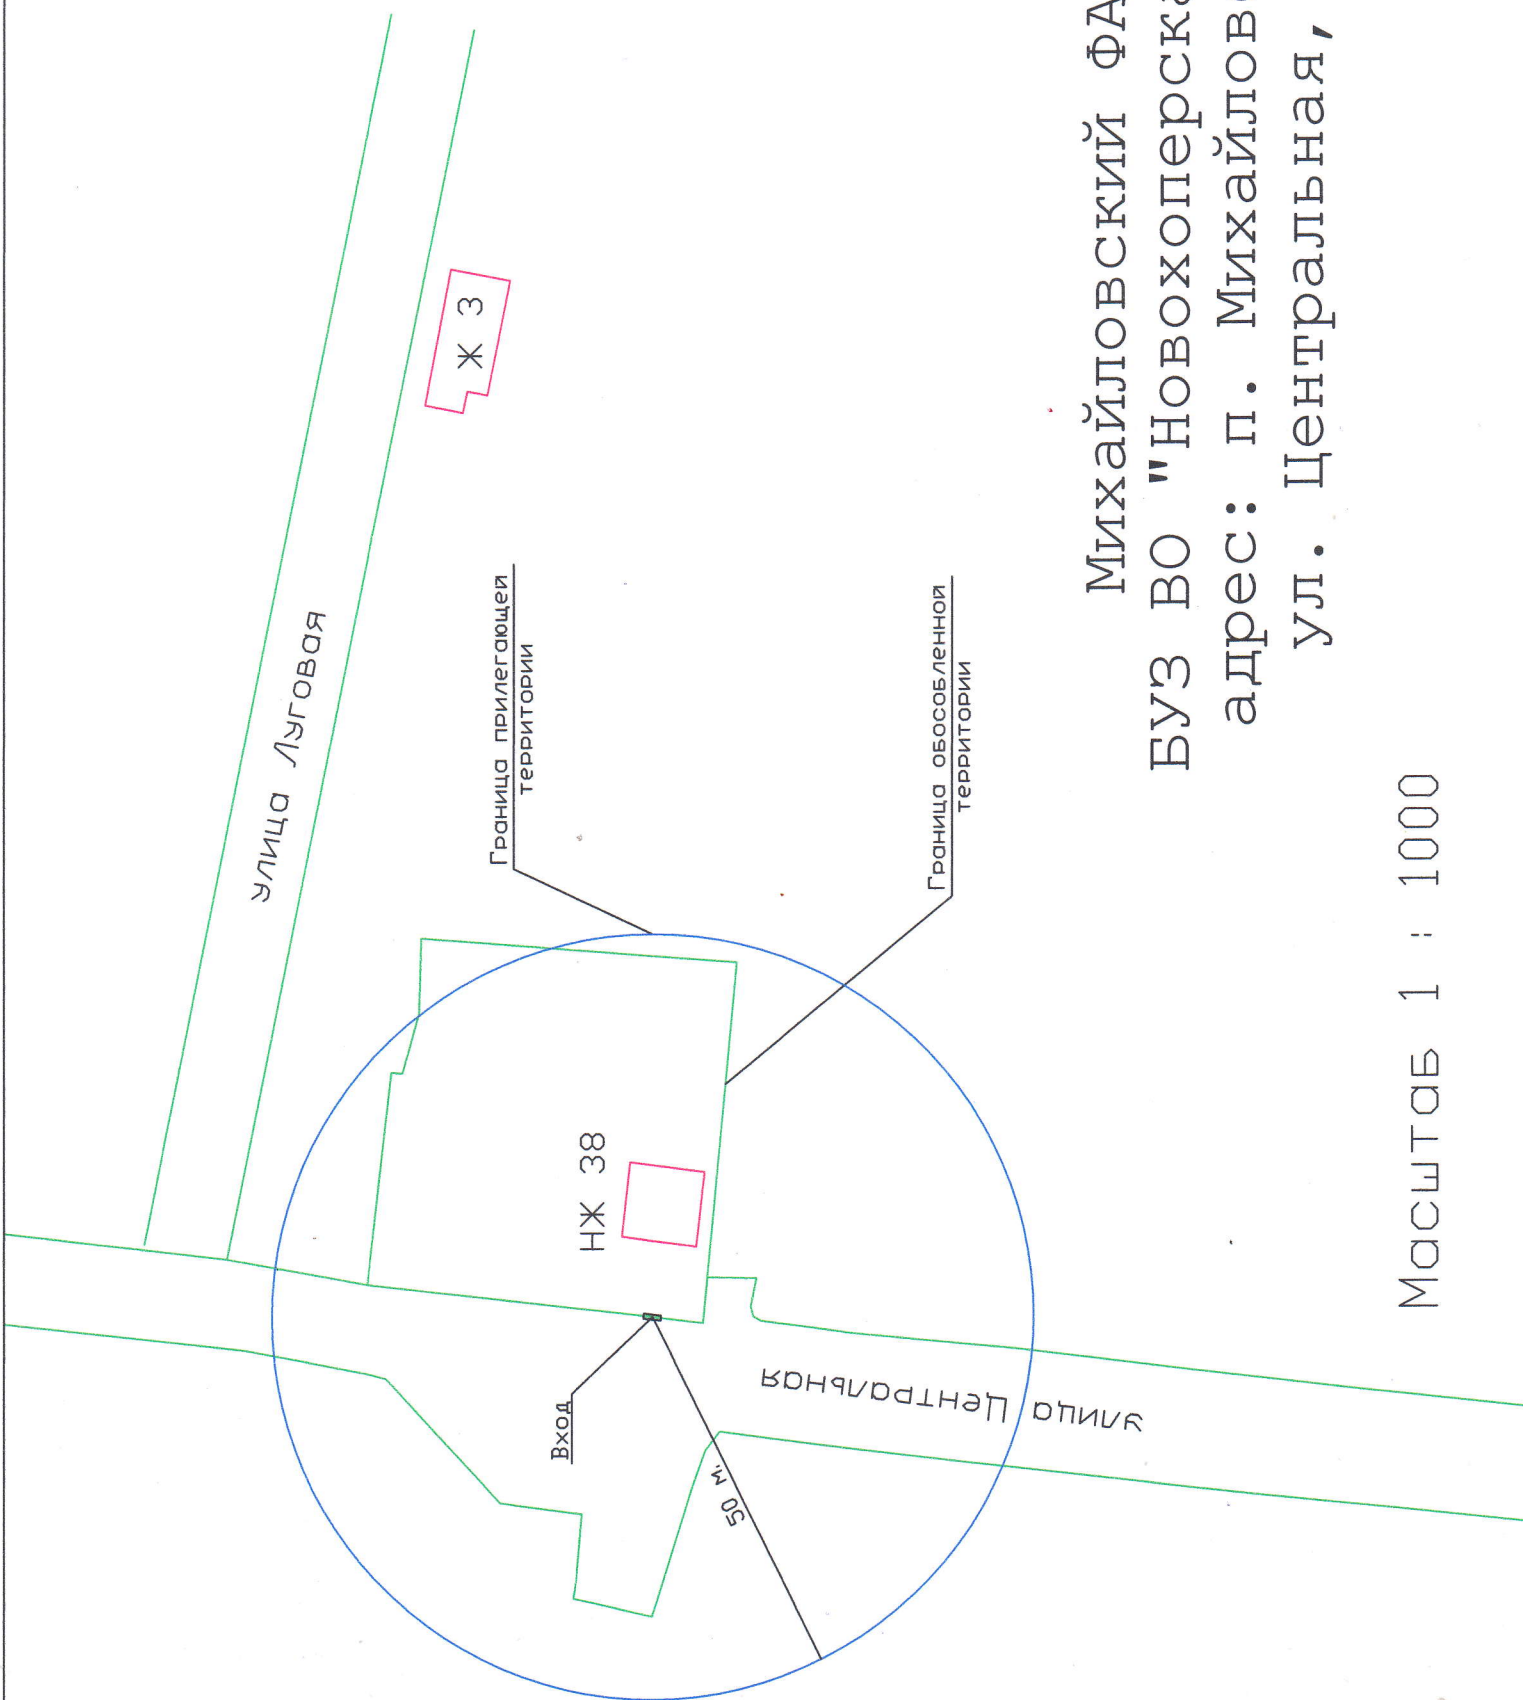 улица Луговая
Ж 3
Граница прилегающей
территории
НЖ 38
Граница обособленной
территории
Вход
50 м.
улица Центральная
Михайловский ФА
БУЗ ВО "Новохоперска
адрес: п. Михайлов
ул. Центральная,
Масштаб 1 : 1000